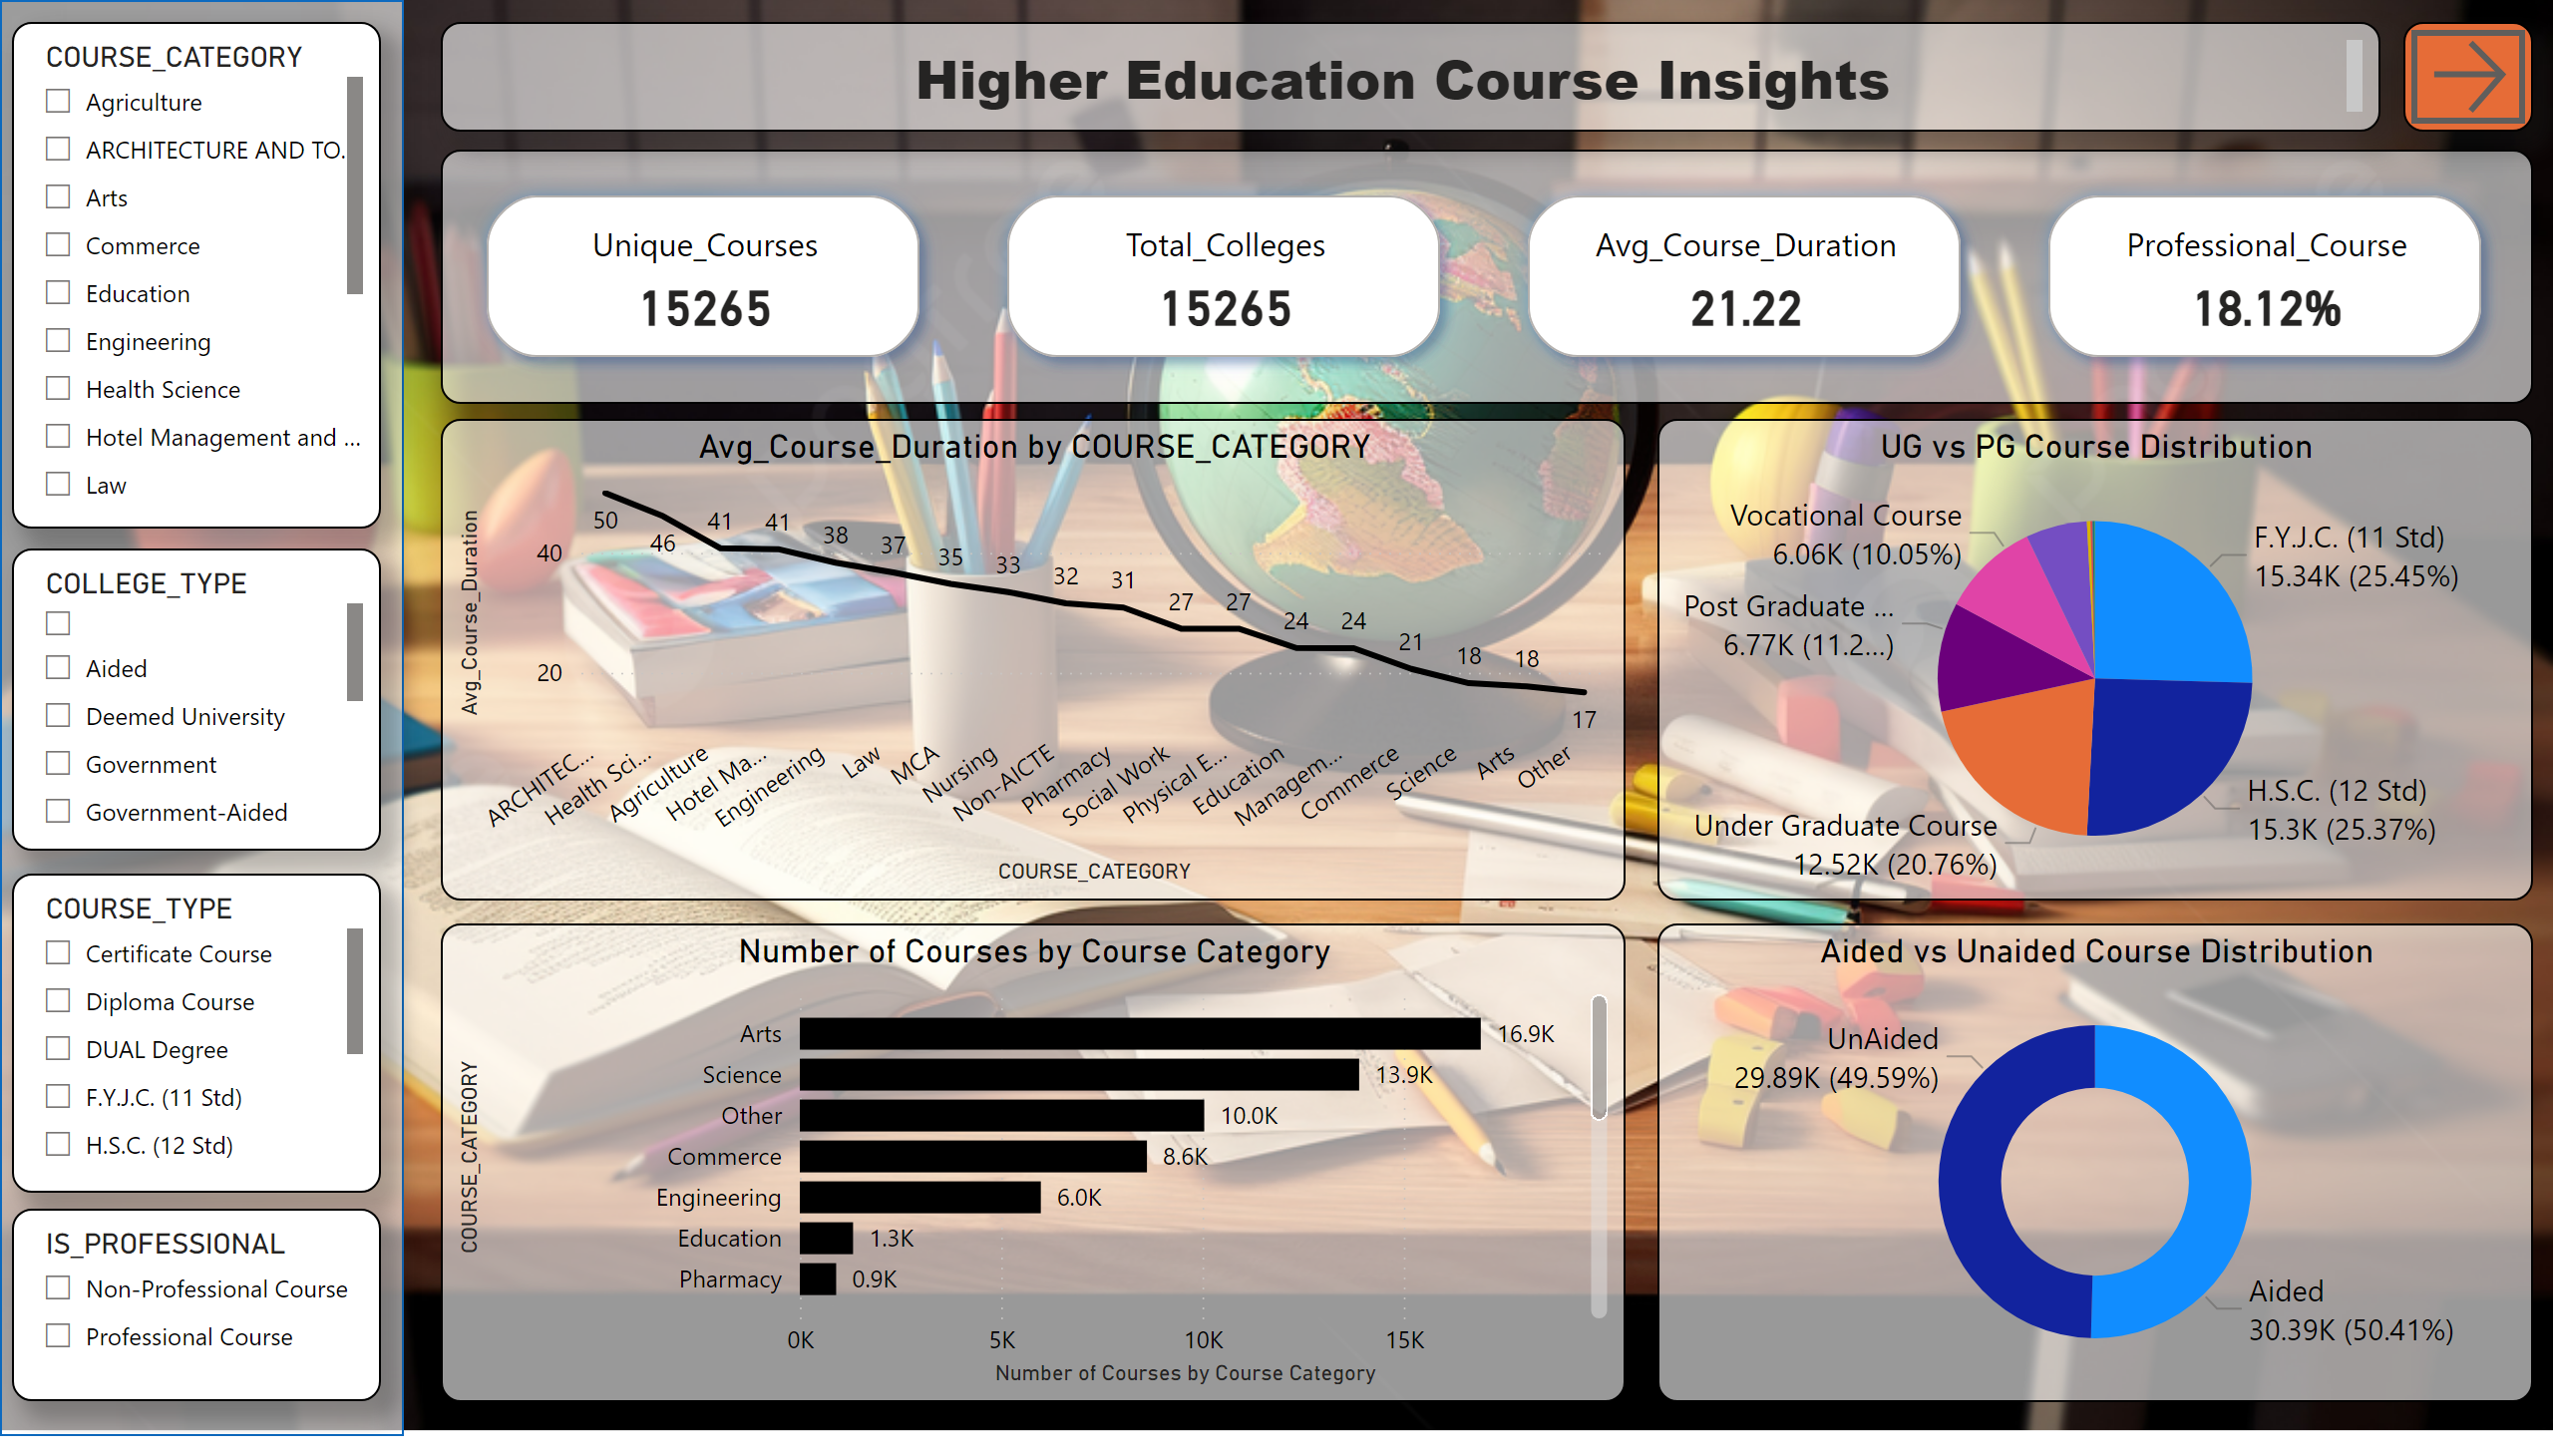 COURSE_CATEGORY
Agriculture
ARCHITECTURE AND TO.
Arts
Commerce
Education
Engineering
Health Science
Hotel Management and ...
Law
COLLEGE_TYPE
Aided
Deemed University
Government
Government-Aided
COURSE_TYPE
Certificate Course
Diploma Course
DUAL Degree
F.Y.J.C. (11 Std)
H.S.C. (12 Std)
IS_PROFESSIONAL
Non-Professional Course
Professional Course
Higher Education Course Insights
Unique_Courses
15265
Total_Colleges
15265
Avg_Course_Duration
21.22
Professional_Course
18.12%
Avg_Course_Duration by COURSE_CATEGORY
Avg_Course_Duration
40
20
50
46
41
41
38
37
35
33
32
31
27
27
24
24
21
18
18
17
ARCHITEC...
Health Sci...
Agriculture
Hotel Ma...
Engineering
Law
MCA
Nursing
Non-AICTE
Pharmacy
Social Work
Physical E...
Education
Managem...
Commerce
Science
Arts
Other
COURSE_CATEGORY
UG vs PG Course Distribution
Vocational Course
6.06K (10.05%)
Post Graduate ...
6.77K (11.2...)
Under Graduate Course
12.52K (20.76%)
F.Y.J.C. (11 Std)
15.34K (25.45%)
H.S.C. (12 Std)
15.3K (25.37%)
Number of Courses by Course Category
COURSE_CATEGORY
Arts 16.9K
Science 13.9K
Other 10.0K
Commerce 8.6K
Engineering 6.0K
Education 1.3K
Pharmacy 0.9K
0K 5K 10K 15K
Number of Courses by Course Category
Aided vs Unaided Course Distribution
UnAided
29.89K (49.59%)
Aided
30.39K (50.41%)